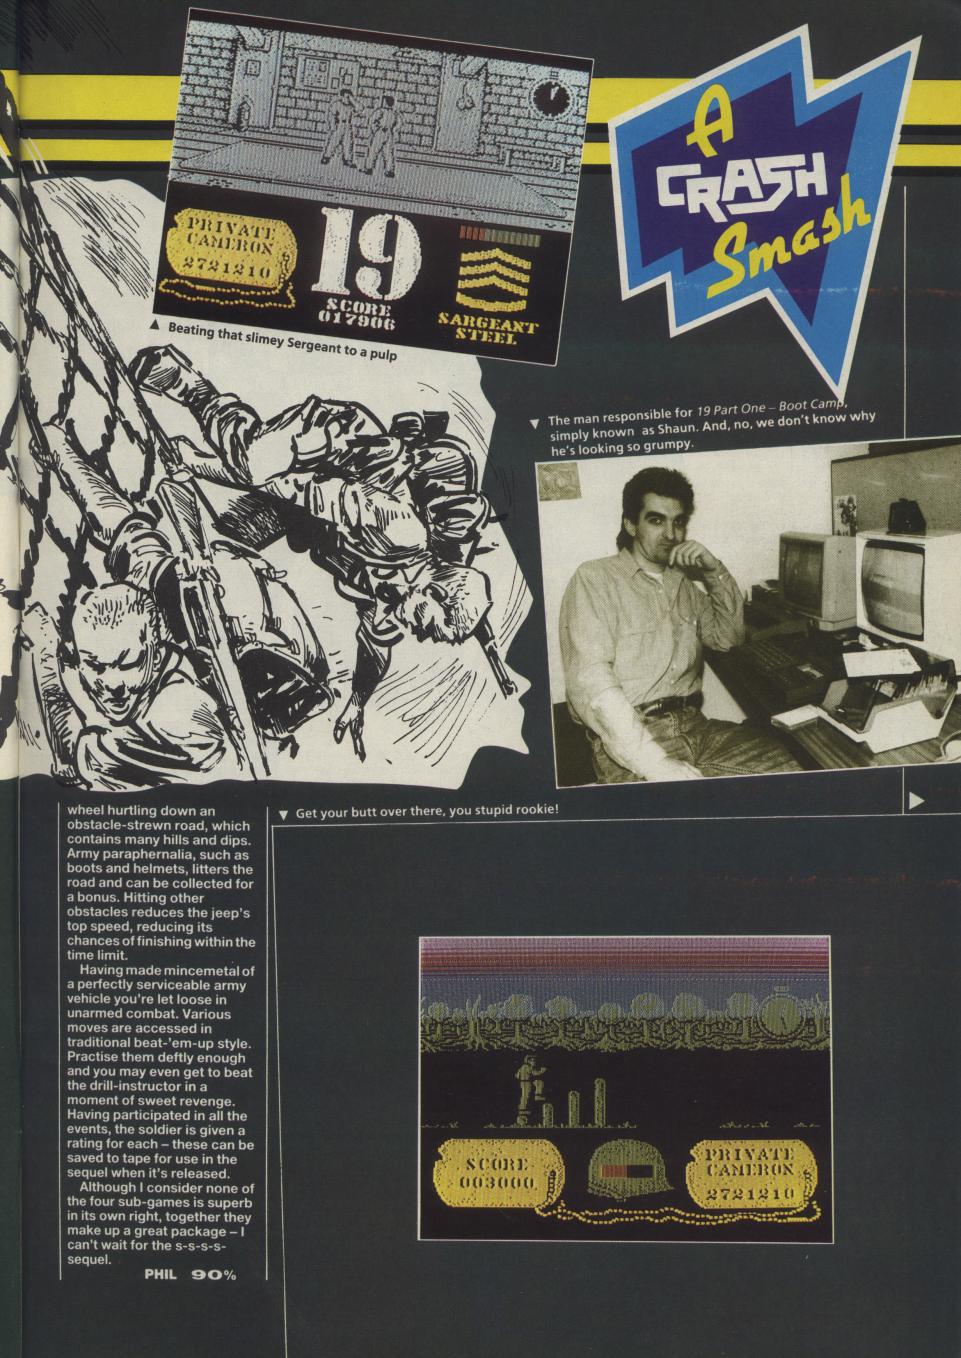 PRIVATE
CAMERON
2721210
19
SCORE
017906
SARGEANT
STEEL
A
CRASH
Smash
▲ Beating that slimey Sergeant to a pulp
▼ The man responsible for 19 Part One – Boot Camp,
simply known as Shaun. And, no, we don't know why
he's looking so grumpy.
wheel hurtling down an
obstacle-strewn road, which
contains many hills and dips.
Army paraphernalia, such as
boots and helmets, litters the
road and can be collected for
a bonus. Hitting other
obstacles reduces the jeep's
top speed, reducing its
chances of finishing within the
time limit.
Having made mincemetal of
a perfectly serviceable army
vehicle you're let loose in
unarmed combat. Various
moves are accessed in
traditional beat-'em-up style.
Practise them deftly enough
and you may even get to beat
the drill-instructor in a
moment of sweet revenge.
Having participated in all the
events, the soldier is given a
rating for each – these can be
saved to tape for use in the
sequel when it's released.
Although I consider none of
the four sub-games is superb
in its own right, together they
make up a great package – I
can't wait for the s-s-s-s-
sequel.
PHIL 90%
▼ Get your butt over there, you stupid rookie!
SCORE
003000
PRIVATE
CAMERON
2721210